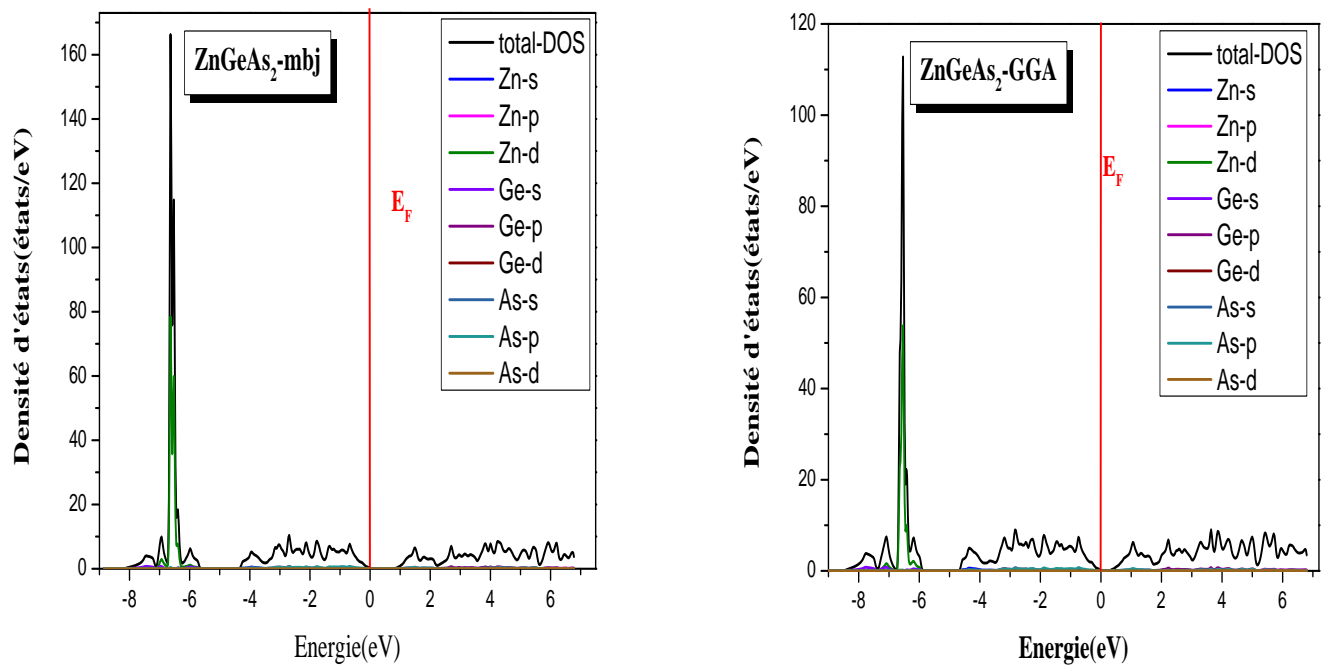 ZnGeAs₂-mbj
Densité d'états(états/eV)
160
140
120
100
80
60
40
20
0
-8 -6 -4 -2 0 2 4 6
Energie(eV)
E_F
total-DOS
Zn-s
Zn-p
Zn-d
Ge-s
Ge-p
Ge-d
As-s
As-p
As-d
ZnGeAs₂-GGA
Densité d'états(états/eV)
120
100
80
60
40
20
0
-8 -6 -4 -2 0 2 4 6
Energie(eV)
E_F
total-DOS
Zn-s
Zn-p
Zn-d
Ge-s
Ge-p
Ge-d
As-s
As-p
As-d